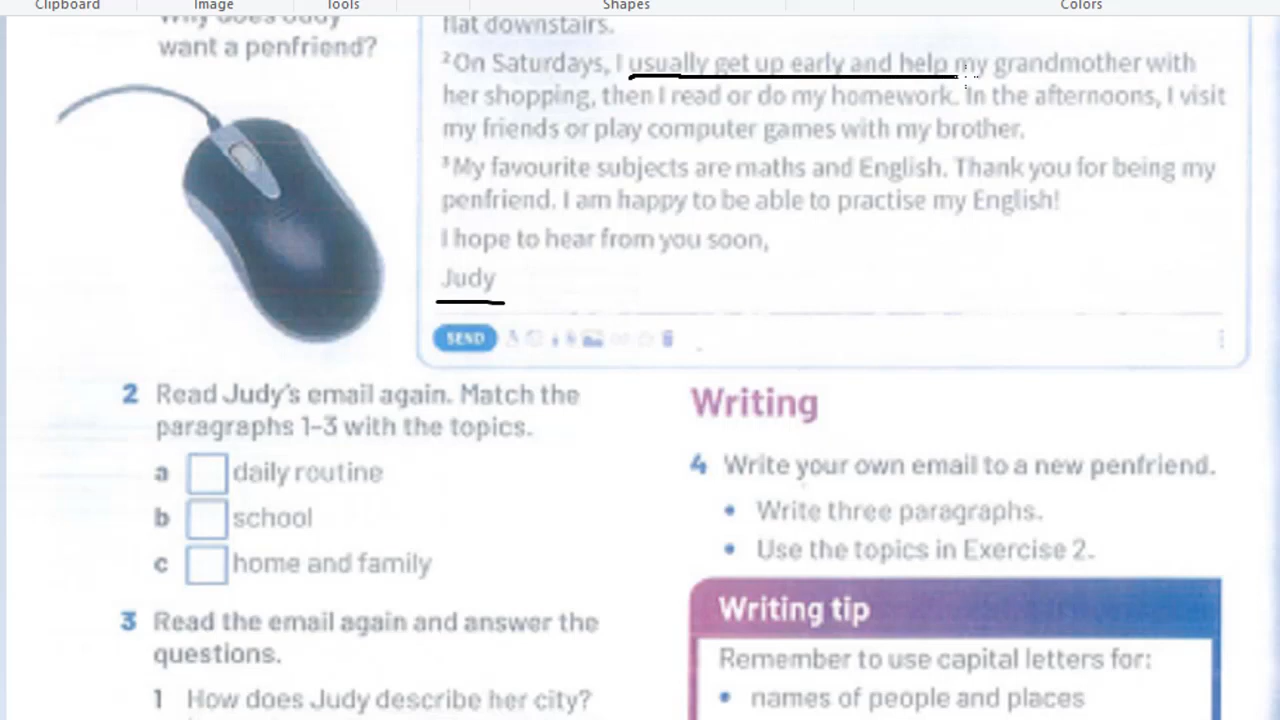 Clipboard
Image
Tools
Shapes
Colors
Why does Judy
want a penfriend?
flat downstairs.
²On Saturdays, I usually get up early and help my grandmother with
her shopping, then I read or do my homework. In the afternoons, I visit
my friends or play computer games with my brother.
³My favourite subjects are maths and English. Thank you for being my
penfriend. I am happy to be able to practise my English!
I hope to hear from you soon,
Judy
SEND
2 Read Judy's email again. Match the
paragraphs 1–3 with the topics.
a daily routine
b school
c home and family
3 Read the email again and answer the
questions.
1 How does Judy describe her city?
Writing
4 Write your own email to a new penfriend.
• Write three paragraphs.
• Use the topics in Exercise 2.
Writing tip
Remember to use capital letters for:
• names of people and places